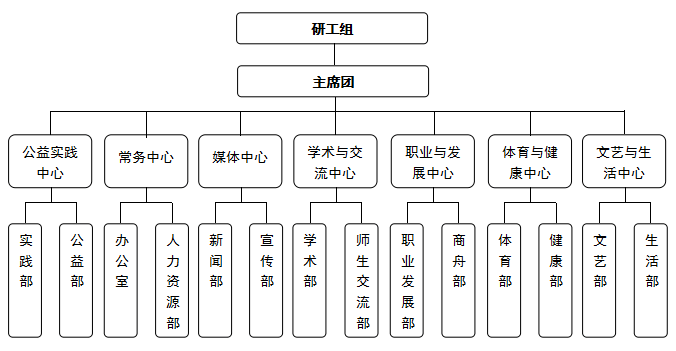 研工组
主席团
公益实践
中心
常务中心
媒体中心
学术与交
流中心
职业与发
展中心
体育与健
康中心
文艺与生
活中心
实践部
公益部
办公室
人力资源部
新闻部
宣传部
学术部
师生交流部
职业发展部
商舟部
体育部
健康部
文艺部
生活部